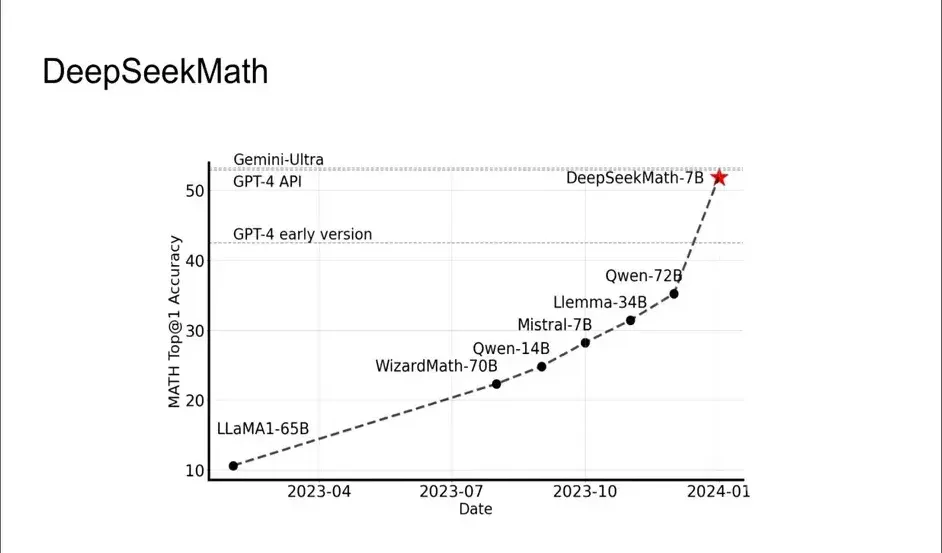 DeepSeekMath
Gemini-Ultra
GPT-4 API
DeepSeekMath-7B
GPT-4 early version
Qwen-72B
Llemma-34B
Mistral-7B
Qwen-14B
WizardMath-70B
LLaMA1-65B
MATH Top@1 Accuracy
50
40
30
20
10
2023-04 2023-07 2023-10 2024-01
Date